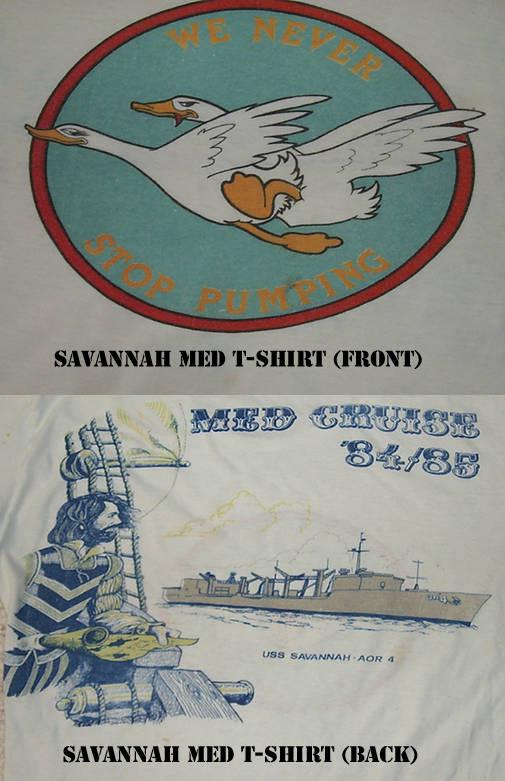 WE NEVER
STOP PUMPING
SAVANNAH MED T-SHIRT (FRONT)
MED CRUISE
'84/85
USS SAVANNAH · AOR 4
SAVANNAH MED T-SHIRT (BACK)